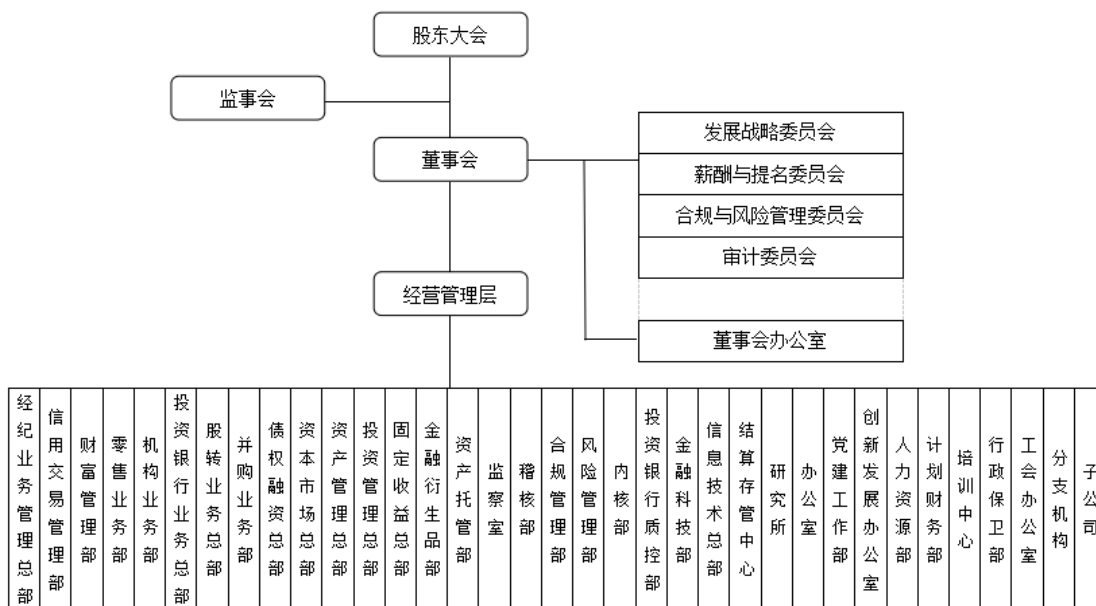 股东大会
监事会
董事会
发展战略委员会
薪酬与提名委员会
合规与风险管理委员会
审计委员会
经营管理层
董事会办公室
经纪业务管理总部
信用交易管理部
财富管理部
零售业务部
机构业务部
投资银行业务总部
股转业务总部
并购业务部
债权融资总部
资本市场总部
资产管理总部
投资管理总部
固定收益总部
金融衍生品部
资产托管部
监察室
稽核部
合规管理部
风险管理部
内核部
投资银行质控部
金融科技部
信息技术总部
结算存管中心
研究所
办公室
党建工作部
创新发展办公室
人力资源部
计划财务部
培训中心
行政保卫部
工会办公室
分支机构
子公司